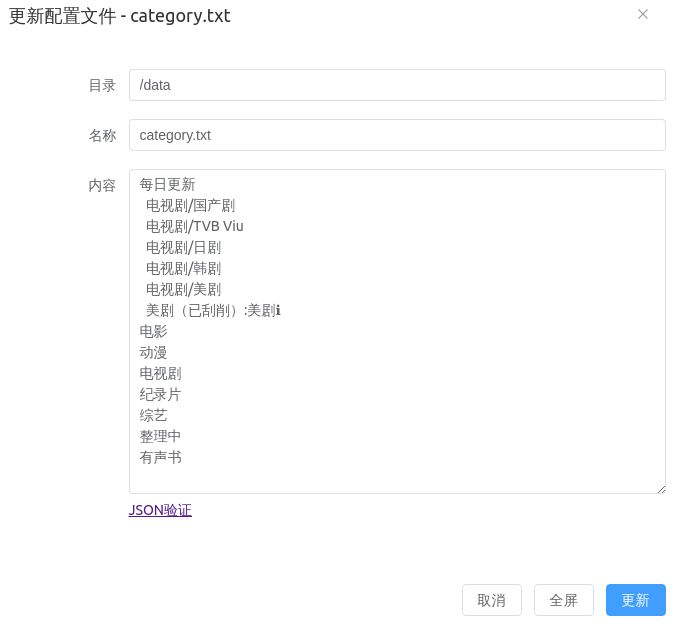 更新配置文件 - category.txt
目录
/data
名称
category.txt
内容
每日更新
  电视剧/国产剧
  电视剧/TVB Viu
  电视剧/日剧
  电视剧/韩剧
  电视剧/美剧
  美剧（已刮削）:美剧ℹ
电影
动漫
电视剧
纪录片
综艺
整理中
有声书
JSON验证
取消
全屏
更新